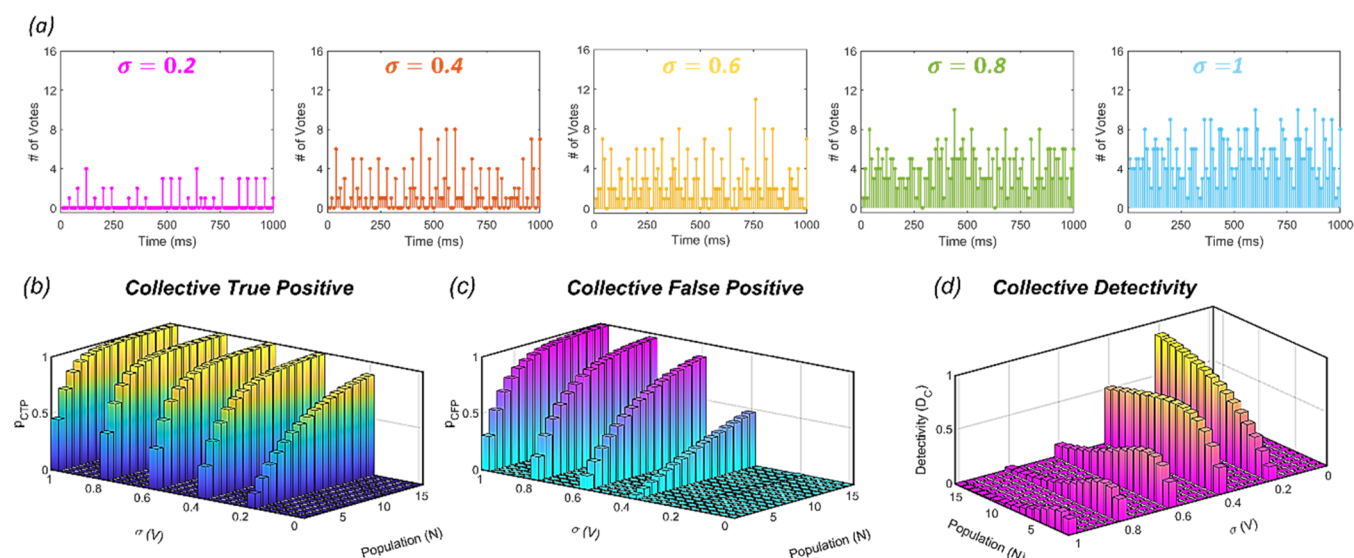 (a)
σ = 0.2
σ = 0.4
σ = 0.6
σ = 0.8
σ =1
16
12
8
4
0
# of Votes
0 250 500 750 1000
Time (ms)
16
12
8
4
0
# of Votes
0 250 500 750 1000
Time (ms)
16
12
8
4
0
# of Votes
0 250 500 750 1000
Time (ms)
16
12
8
4
0
# of Votes
0 250 500 750 1000
Time (ms)
16
12
8
4
0
# of Votes
0 250 500 750 1000
Time (ms)
(b) Collective True Positive
1
0.5
0
pCTP
1 0.8 0.6 0.4 0.2 0
σ (V)
5 10 15
Population (N)
(c) Collective False Positive
1
0.5
0
pCFP
1 0.8 0.6 0.4 0.2 0
σ (V)
5 10 15
Population (N)
(d) Collective Detectivity
1
0.5
0
Detectivity (DC)
15 10 5
Population (N)
1 0.8 0.6 0.4 0.2 0
σ (V)